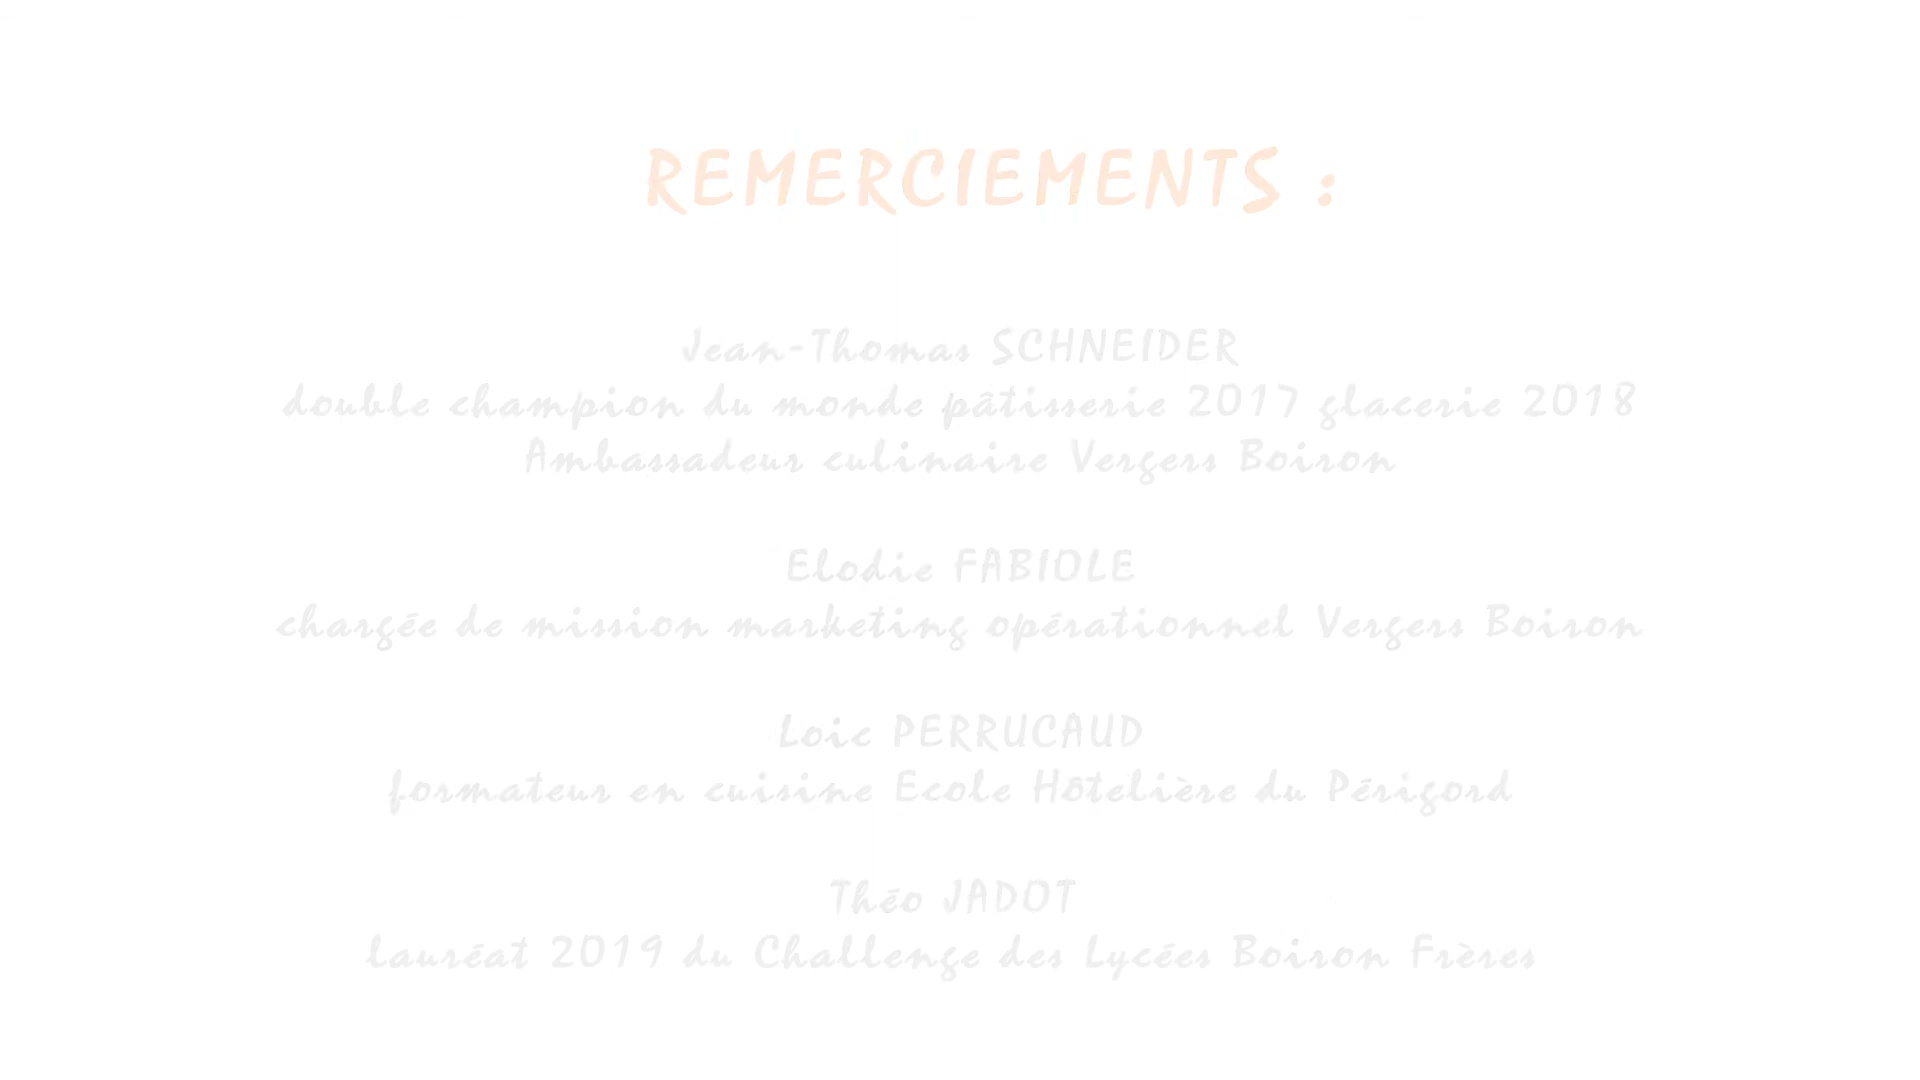 REMERCIEMENTS :
Jean-Thomas SCHNEIDER
double champion du monde pâtisserie 2017 glacerie 2018
Ambassadeur culinaire Vergers Boiron
Elodie FABIOLE
chargée de mission marketing opérationnel Vergers Boiron
Loic PERRUCAUD
formateur en cuisine Ecole Hôtelière du Périgord
Théo JADOT
lauréat 2019 du Challenge des Lycées Boiron Frères